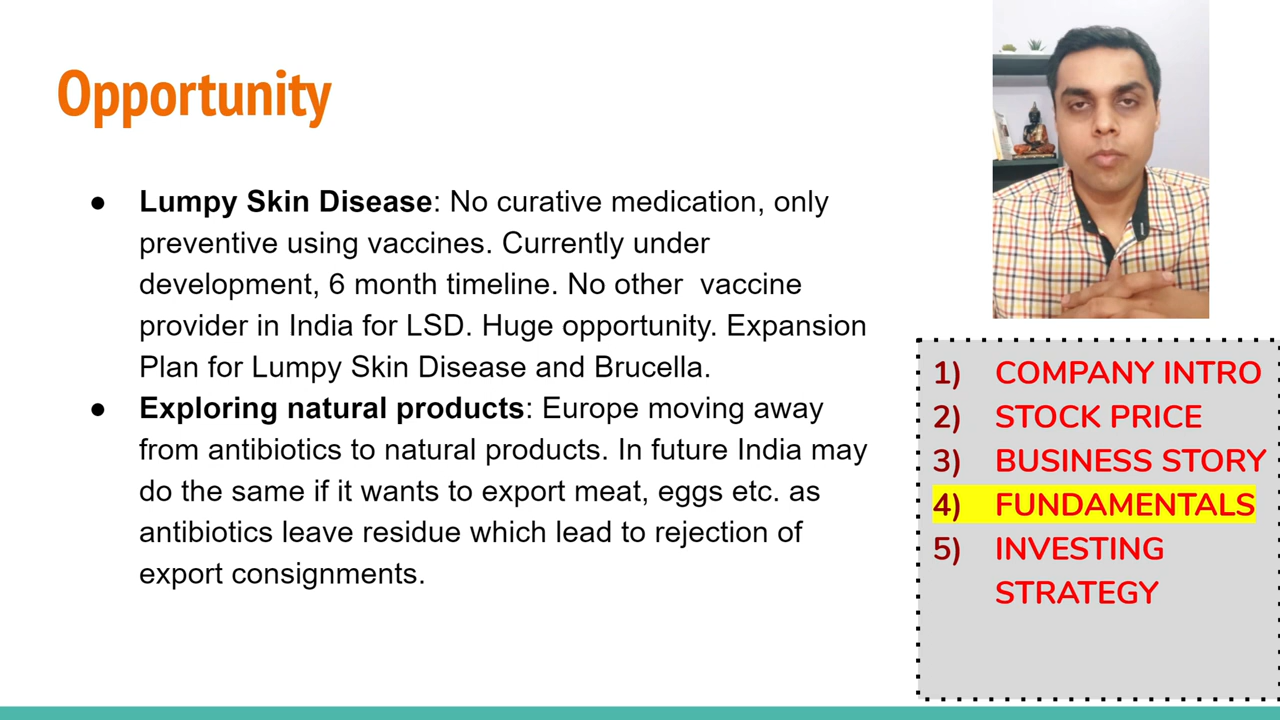 Opportunity
● Lumpy Skin Disease: No curative medication, only
preventive using vaccines. Currently under
development, 6 month timeline. No other  vaccine
provider in India for LSD. Huge opportunity. Expansion
Plan for Lumpy Skin Disease and Brucella.
● Exploring natural products: Europe moving away
from antibiotics to natural products. In future India may
do the same if it wants to export meat, eggs etc. as
antibiotics leave residue which lead to rejection of
export consignments.
1) COMPANY INTRO
2) STOCK PRICE
3) BUSINESS STORY
4) FUNDAMENTALS
5) INVESTING
STRATEGY